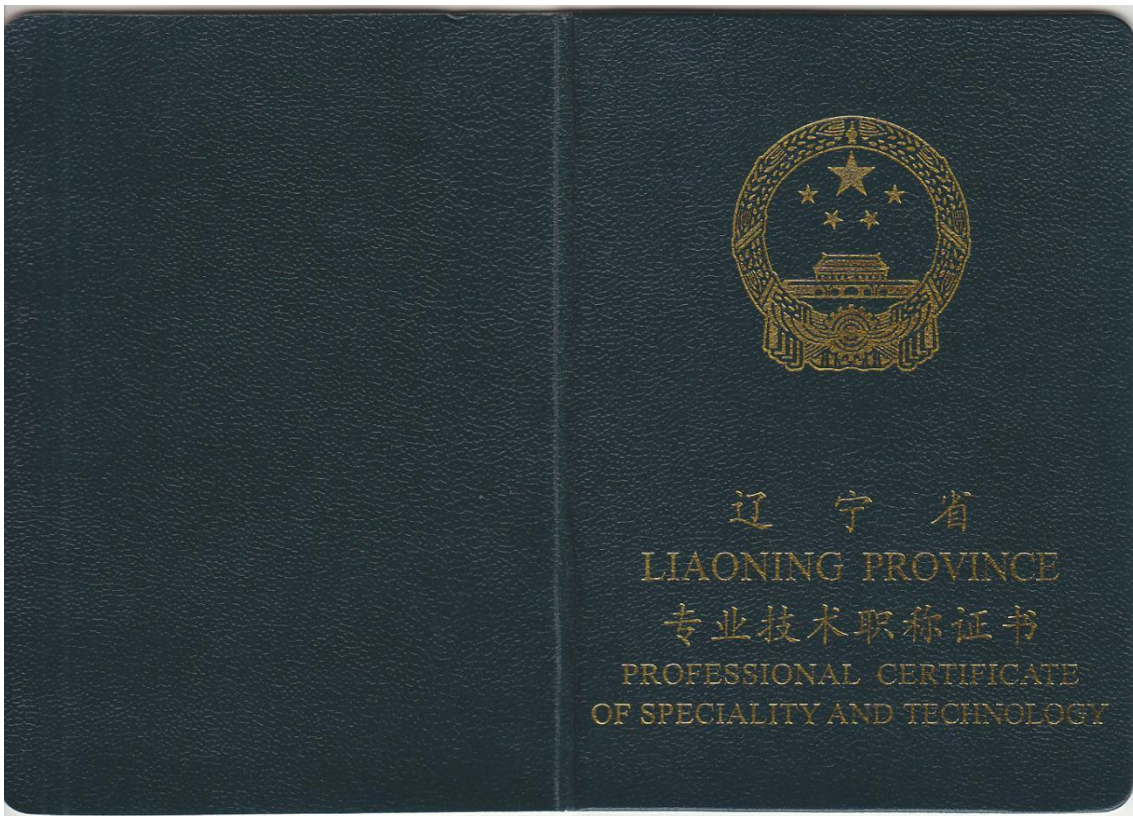 辽宁省
LIAONING PROVINCE
专业技术职称证书
PROFESSIONAL CERTIFICATE
OF SPECIALITY AND TECHNOLOGY